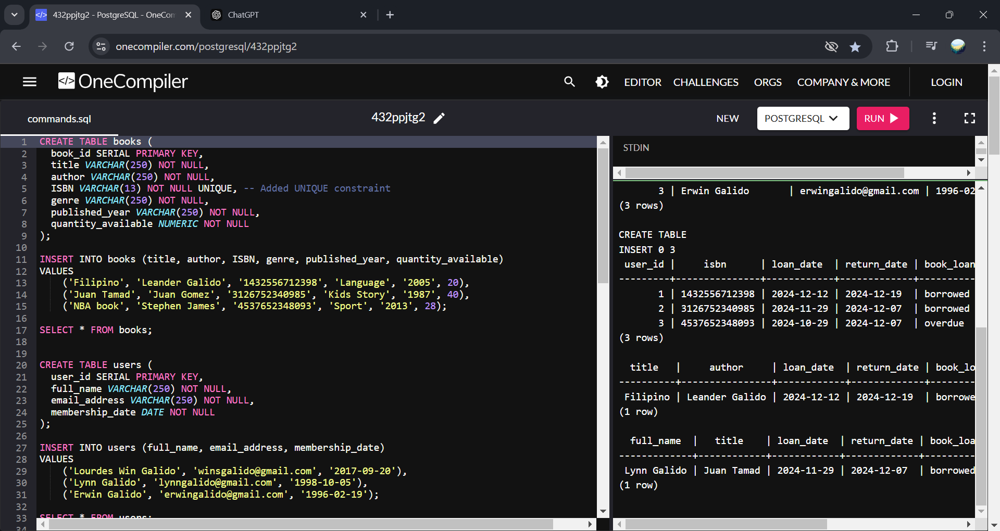 432ppjtg2 - PostgreSQL - OneCom
ChatGPT
onecompiler.com/postgresql/432ppjtg2
</> OneCompiler
EDITOR CHALLENGES ORGS COMPANY & MORE LOGIN
commands.sql
432ppjtg2
NEW POSTGRESQL RUN
1 CREATE TABLE books (
2 book_id SERIAL PRIMARY KEY,
3 title VARCHAR(250) NOT NULL,
4 author VARCHAR(250) NOT NULL,
5 ISBN VARCHAR(13) NOT NULL UNIQUE, -- Added UNIQUE constraint
6 genre VARCHAR(250) NOT NULL,
7 published_year VARCHAR(250) NOT NULL,
8 quantity_available NUMERIC NOT NULL
9 );
10
11 INSERT INTO books (title, author, ISBN, genre, published_year, quantity_available)
12 VALUES
13 ('Filipino', 'Leander Galido', '1432556712398', 'Language', '2005', 20),
14 ('Juan Tamad', 'Juan Gomez', '3126752340985', 'Kids Story', '1987', 40),
15 ('NBA book', 'Stephen James', '4537652348093', 'Sport', '2013', 28);
16
17 SELECT * FROM books;
18
19
20 CREATE TABLE users (
21 user_id SERIAL PRIMARY KEY,
22 full_name VARCHAR(250) NOT NULL,
23 email_address VARCHAR(250) NOT NULL,
24 membership_date DATE NOT NULL
25 );
26
27 INSERT INTO users (full_name, email_address, membership_date)
28 VALUES
29 ('Lourdes Win Galido', 'winsgalido@gmail.com', '2017-09-20'),
30 ('Lynn Galido', 'lynngalido@gmail.com', '1998-10-05'),
31 ('Erwin Galido', 'erwingalido@gmail.com', '1996-02-19');
32
33 SELECT * FROM users;
34
STDIN
3 | Erwin Galido | erwingalido@gmail.com | 1996-02
(3 rows)
CREATE TABLE
INSERT 0 3
user_id | isbn | loan_date | return_date | book_loan
---------+---------------+------------+-------------+----------
1 | 1432556712398 | 2024-12-12 | 2024-12-19 | borrowed
2 | 3126752340985 | 2024-11-29 | 2024-12-07 | borrowed
3 | 4537652348093 | 2024-10-29 | 2024-12-07 | overdue
(3 rows)
title | author | loan_date | return_date | book_lo
----------+----------------+------------+-------------+--------
Filipino | Leander Galido | 2024-12-12 | 2024-12-19 | borrowe
(1 row)
full_name | title | loan_date | return_date | book_loa
-------------+------------+------------+-------------+---------
Lynn Galido | Juan Tamad | 2024-11-29 | 2024-12-07 | borrowed
(1 row)